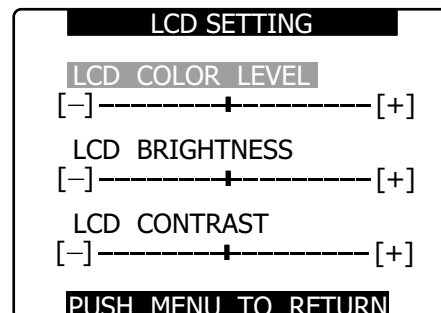 LCD SETTING
LCD COLOR LEVEL
[–] [+]
LCD BRIGHTNESS
[–] [+]
LCD CONTRAST
[–] [+]
PUSH MENU TO RETURN